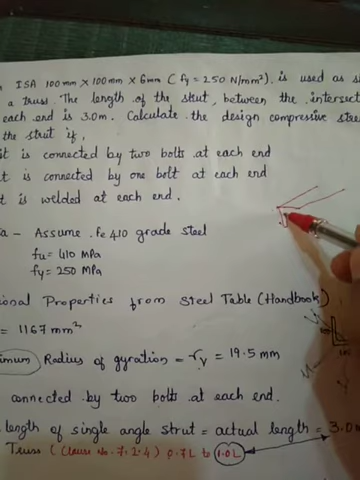 ISA 100mm × 100mm × 6mm (fy = 250 N/mm²) is used as
a truss. The length of the strut, between the intersect
each end is 3.0m. Calculate the design compressive
the strut if,
it is connected by two bolts at each end
t is connected by one bolt at each end
t is welded at each end.
a - Assume Fe 410 grade steel
fu = 410 MPa
fy = 250 MPa
ional Properties from Steel Table (Handbook)
= 1167 mm²
imum Radius of gyration = rv = 19.5 mm
connected by two bolts at each end.
length of single angle strut = actual length = 3.0m
Truss (Clause No. 7.2.4) 0.7L to 1.0L